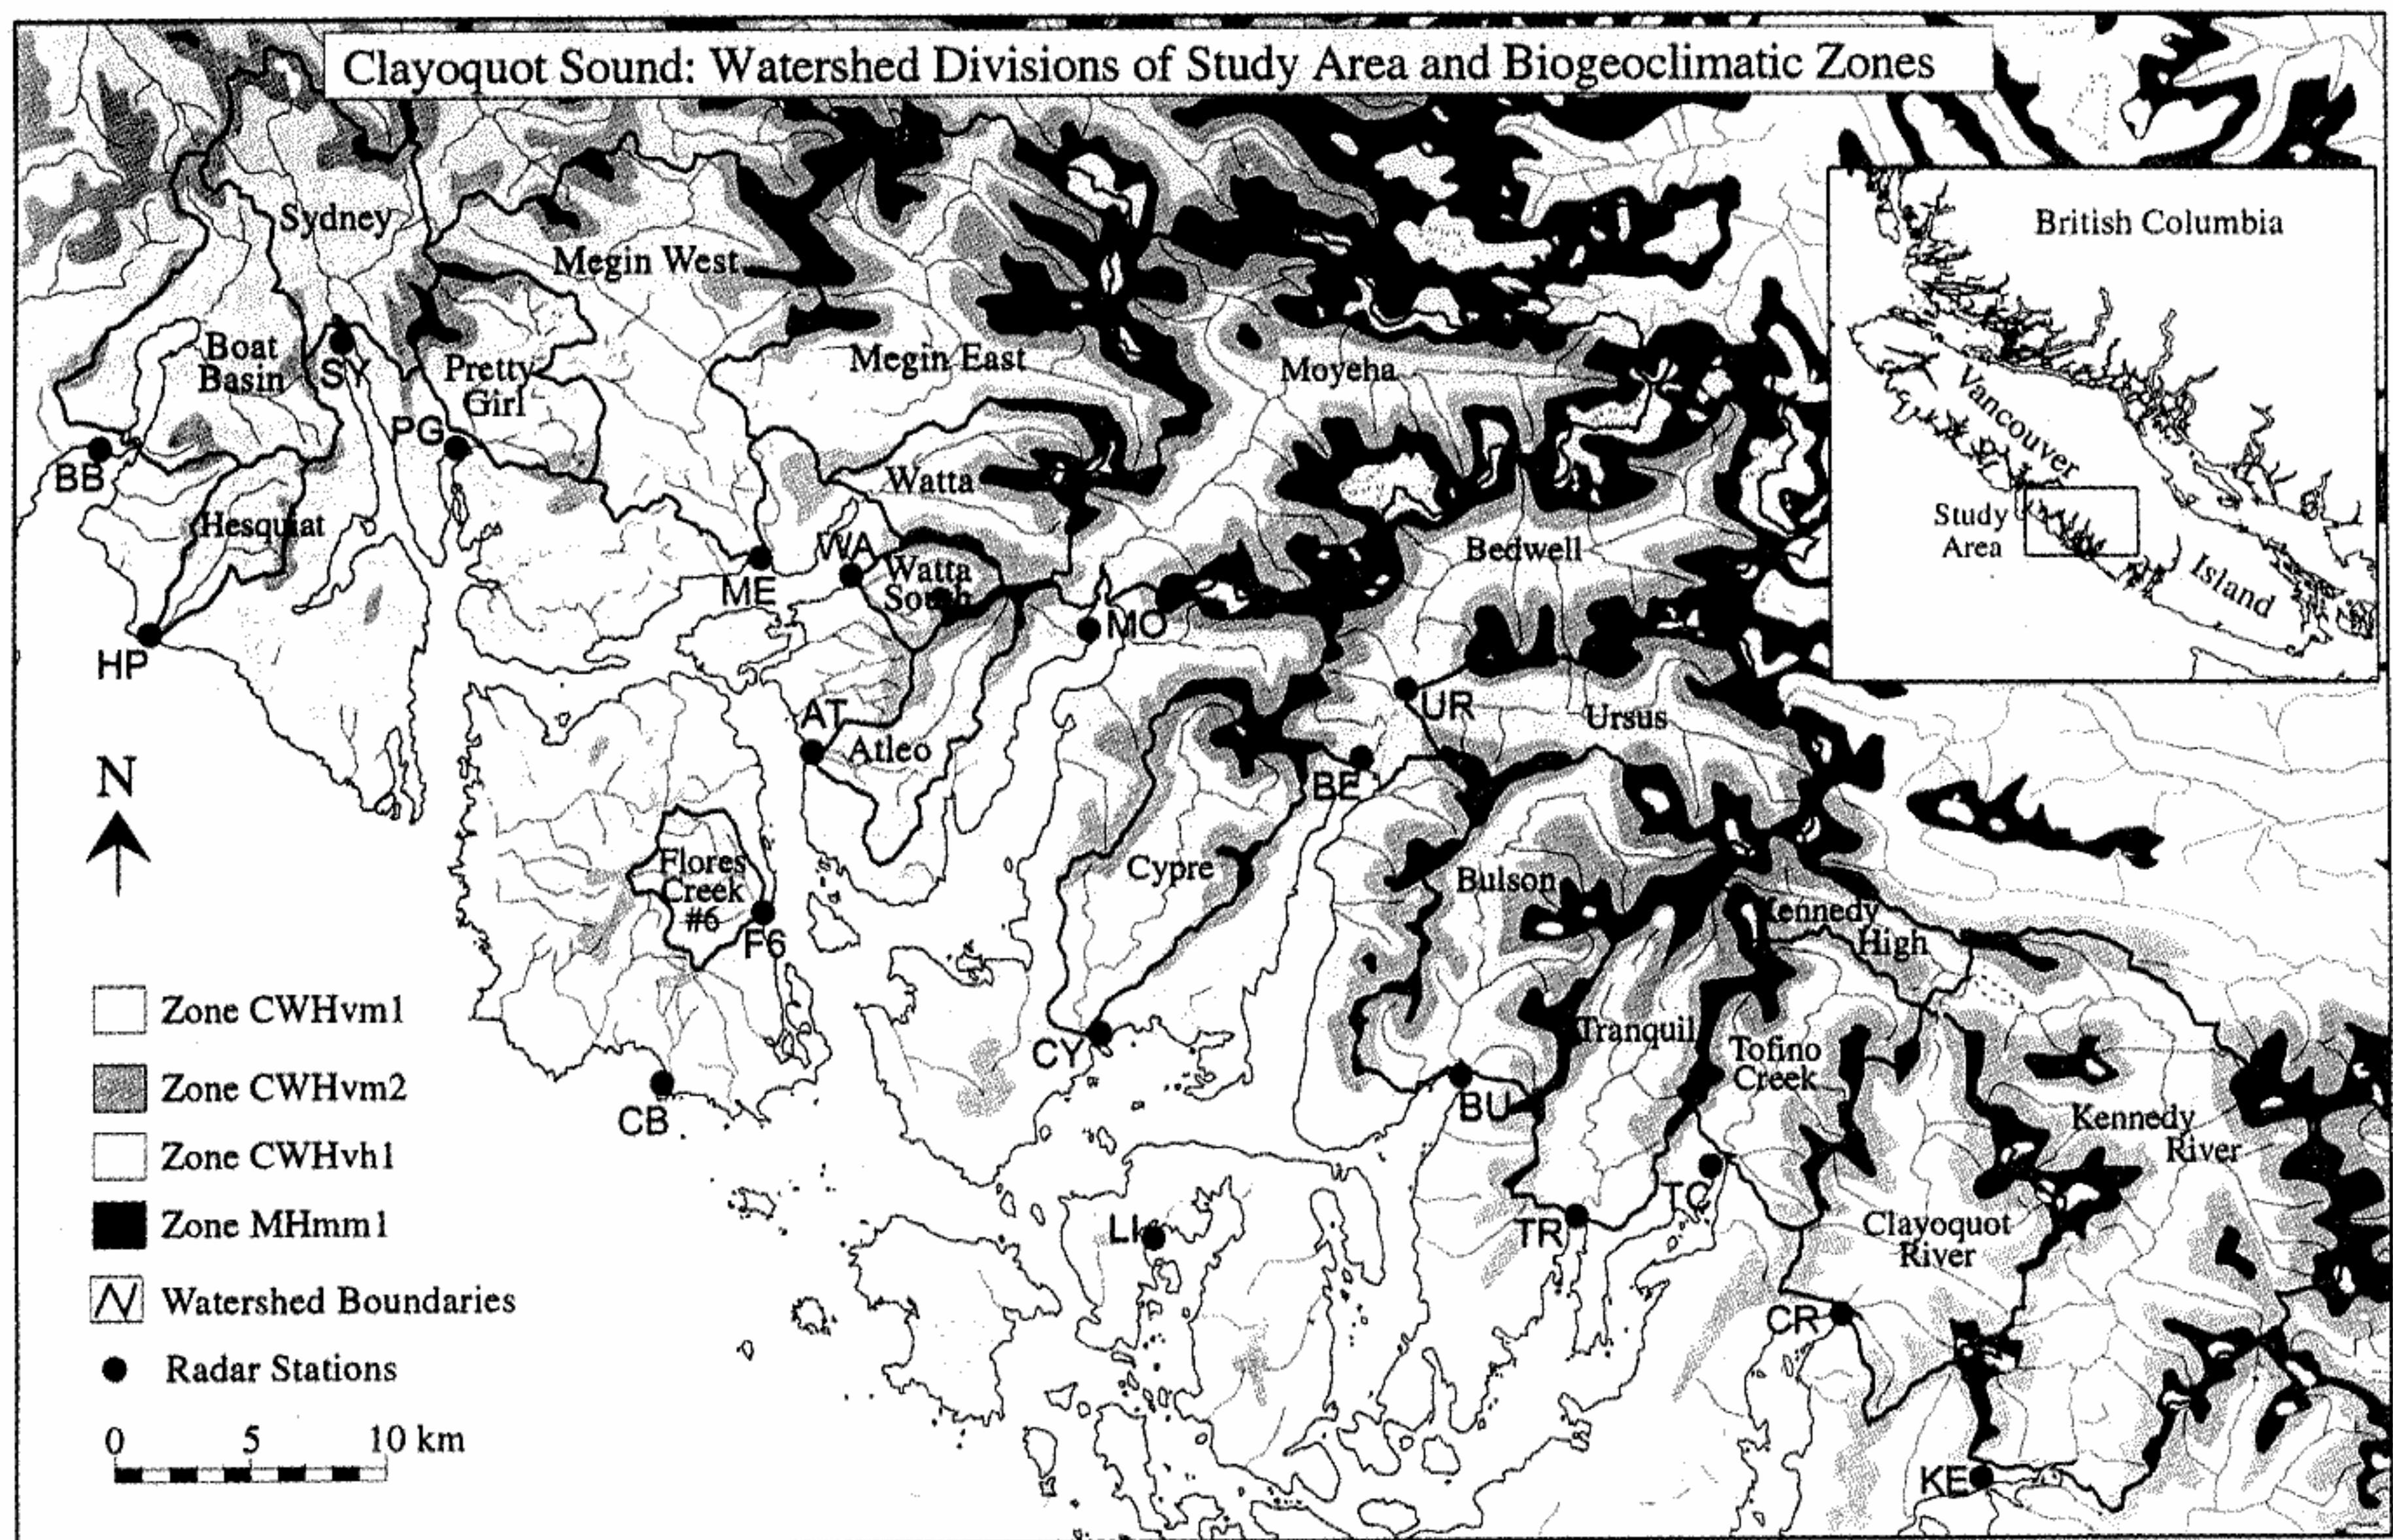 Clayoquot Sound: Watershed Divisions of Study Area and Biogeoclimatic Zones
British Columbia
Vancouver
Island
Study
Area
Sydney
Megin West
Boat
Basin
SY
Pretty
Girl
PG
BB
Hesquiat
HP
Megin East
Moyeha
Watta
WA
Watta
South
ME
MO
Bedwell
UR
Ursus
AT
Atleo
BE
Flores
Creek
#6
F6
Cypre
Bulson
Kennedy
High
CY
CB
Tranquil
Tofino
Creek
BU
Kennedy
River
LI
TR
TC
Clayoquot
River
CR
KE
N
Zone CWHvm1
Zone CWHvm2
Zone CWHvh1
Zone MHmm1
Watershed Boundaries
Radar Stations
0 5 10 km